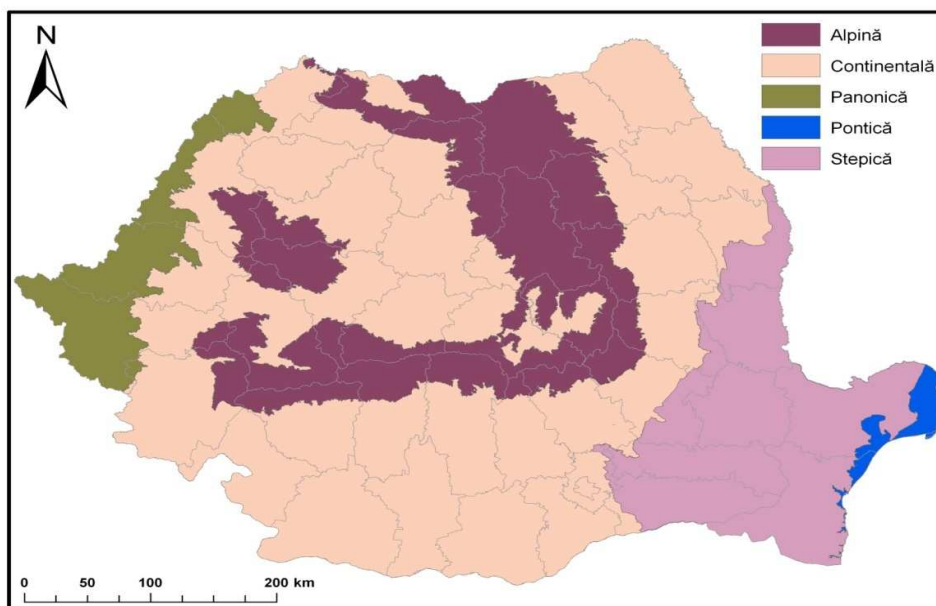 N
Alpină
Continentală
Panonică
Pontică
Stepică
0 50 100 200 km